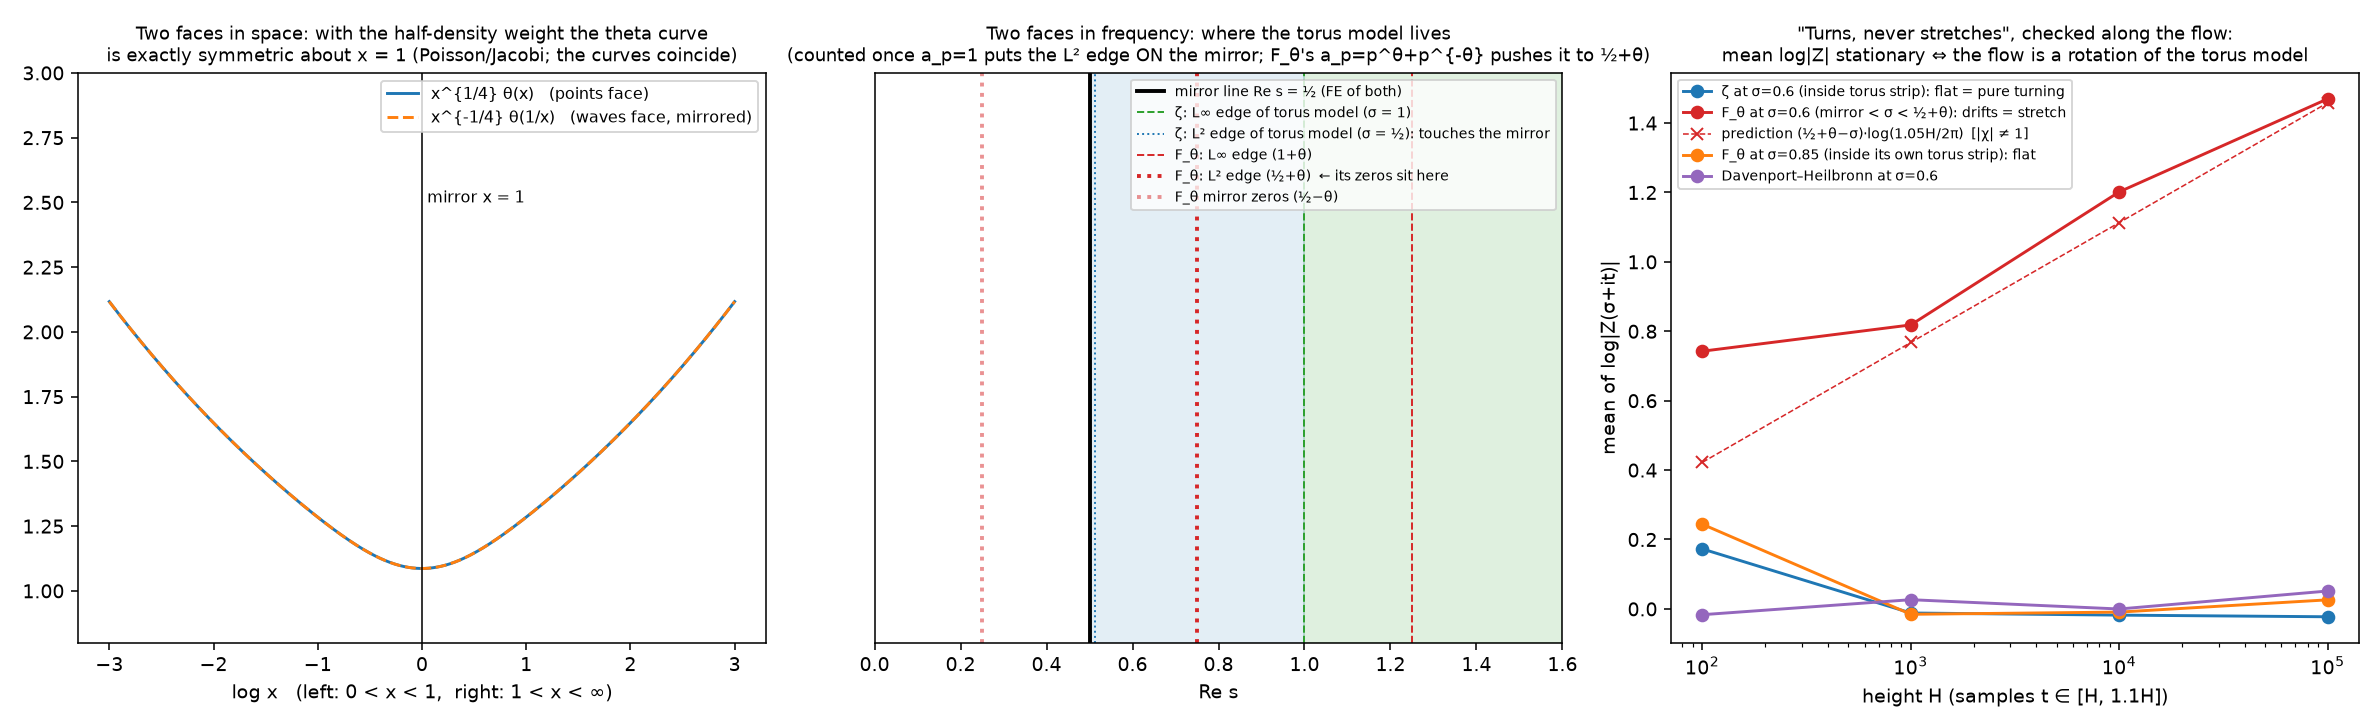 Two faces in space: with the half-density weight the theta curve
is exactly symmetric about x = 1 (Poisson/Jacobi; the curves coincide)
x^{1/4} θ(x)   (points face)
x^{-1/4} θ(1/x)   (waves face, mirrored)
mirror x = 1
3.00
2.75
2.50
2.25
2.00
1.75
1.50
1.25
1.00
−3
−2
−1
0
1
2
3
log x   (left: 0 < x < 1,  right: 1 < x < ∞)
Two faces in frequency: where the torus model lives
(counted once a_p=1 puts the L² edge ON the mirror; F_θ's a_p=p^θ+p^{-θ} pushes it to ½+θ)
mirror line Re s = ½ (FE of both)
ζ: L∞ edge of torus model (σ = 1)
ζ: L² edge of torus model (σ = ½): touches the mirror
F_θ: L∞ edge (1+θ)
F_θ: L² edge (½+θ)  ← its zeros sit here
F_θ mirror zeros (½−θ)
0.0
0.2
0.4
0.6
0.8
1.0
1.2
1.4
1.6
Re s
"Turns, never stretches", checked along the flow:
mean log|Z| stationary ⇔ the flow is a rotation of the torus model
ζ at σ=0.6 (inside torus strip): flat = pure turning
F_θ at σ=0.6 (mirror < σ < ½+θ): drifts = stretch
prediction (½+θ−σ)·log(1.05H/2π)  [|χ| ≠ 1]
F_θ at σ=0.85 (inside its own torus strip): flat
Davenport–Heilbronn at σ=0.6
mean of log|Z(σ+it)|
1.4
1.2
1.0
0.8
0.6
0.4
0.2
0.0
10²
10³
10⁴
10⁵
height H (samples t ∈ [H, 1.1H])